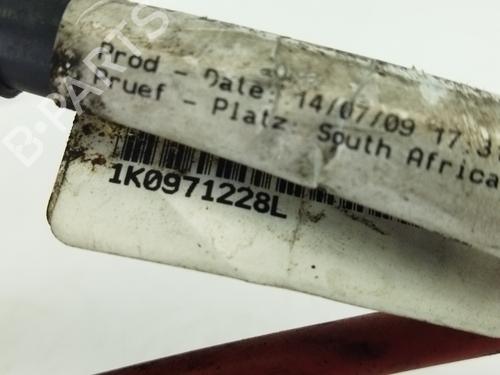 Prod - Date 14/07/09 17:3
Pruef - Platz South Africa
1K0971228L
B-PARTS